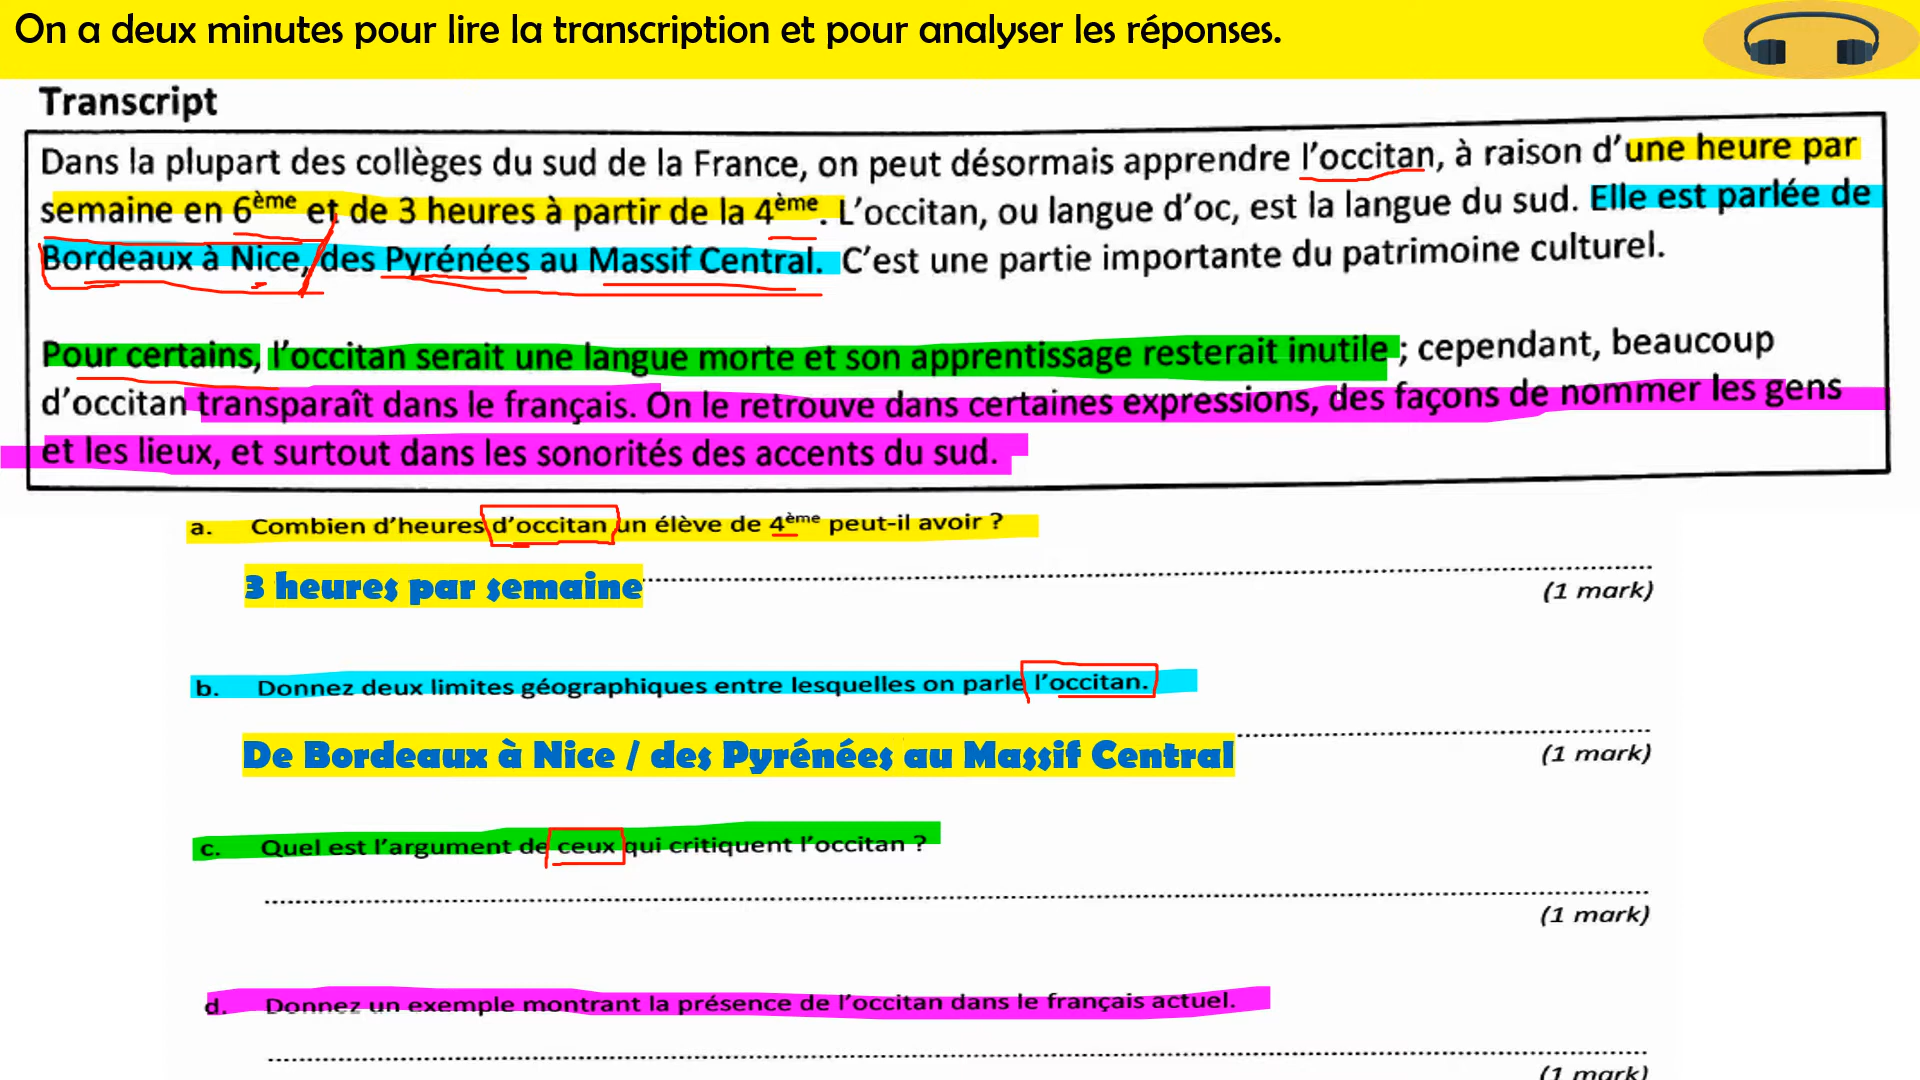 On a deux minutes pour lire la transcription et pour analyser les réponses.
Transcript
Dans la plupart des collèges du sud de la France, on peut désormais apprendre l'occitan, à raison d'une heure par
semaine en 6ème et de 3 heures à partir de la 4ème. L'occitan, ou langue d'oc, est la langue du sud. Elle est parlée de
Bordeaux à Nice, des Pyrénées au Massif Central. C'est une partie importante du patrimoine culturel.
Pour certains, l'occitan serait une langue morte et son apprentissage resterait inutile ; cependant, beaucoup
d'occitan transparaît dans le français. On le retrouve dans certaines expressions, des façons de nommer les gens
et les lieux, et surtout dans les sonorités des accents du sud.
a. Combien d'heures d'occitan un élève de 4ème peut-il avoir ?
3 heures par semaine
(1 mark)
b. Donnez deux limites géographiques entre lesquelles on parle l'occitan.
De Bordeaux à Nice / des Pyrénées au Massif Central
(1 mark)
c. Quel est l'argument de ceux qui critiquent l'occitan ?
(1 mark)
d. Donnez un exemple montrant la présence de l'occitan dans le français actuel.
(1 mark)